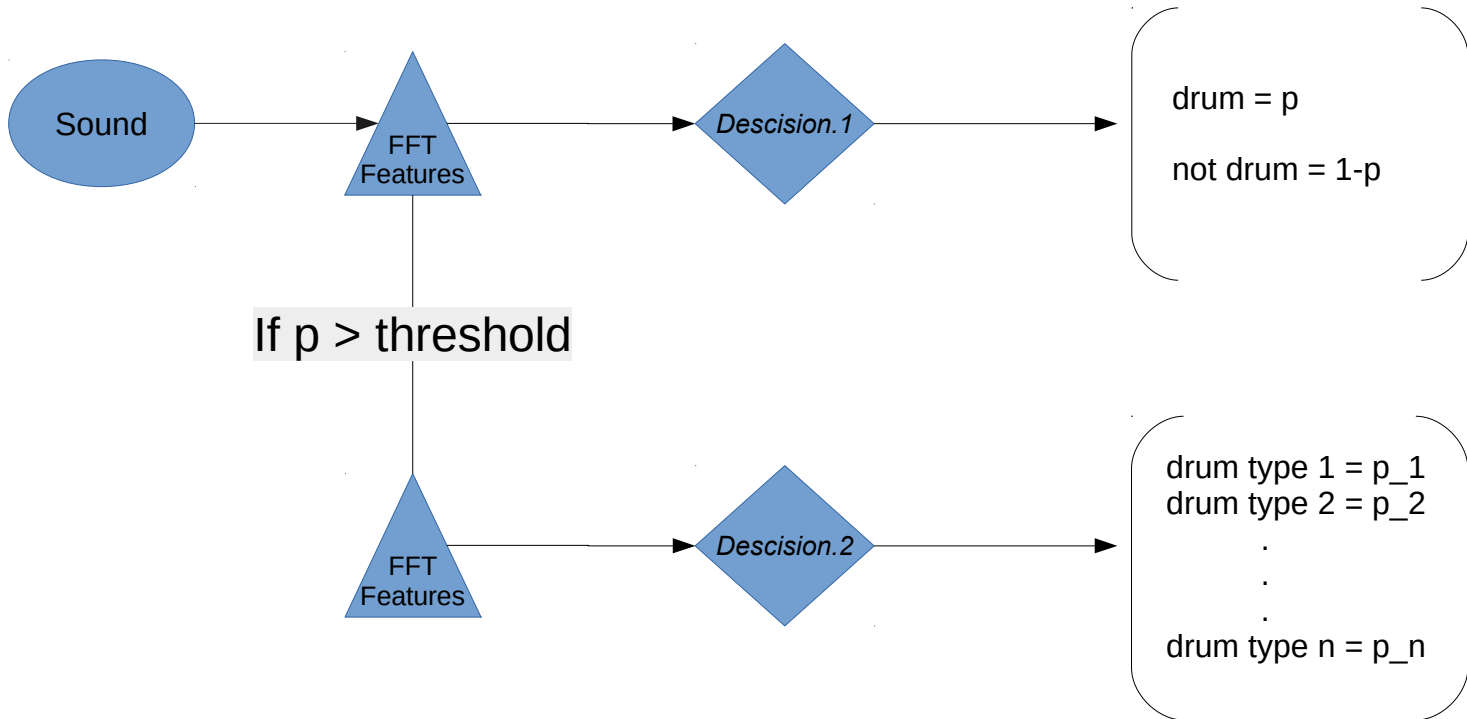 Sound
FFT
Features
Descision.1
drum = p
not drum = 1-p
If p > threshold
FFT
Features
Descision.2
drum type 1 = p_1
drum type 2 = p_2
.
.
.
drum type n = p_n